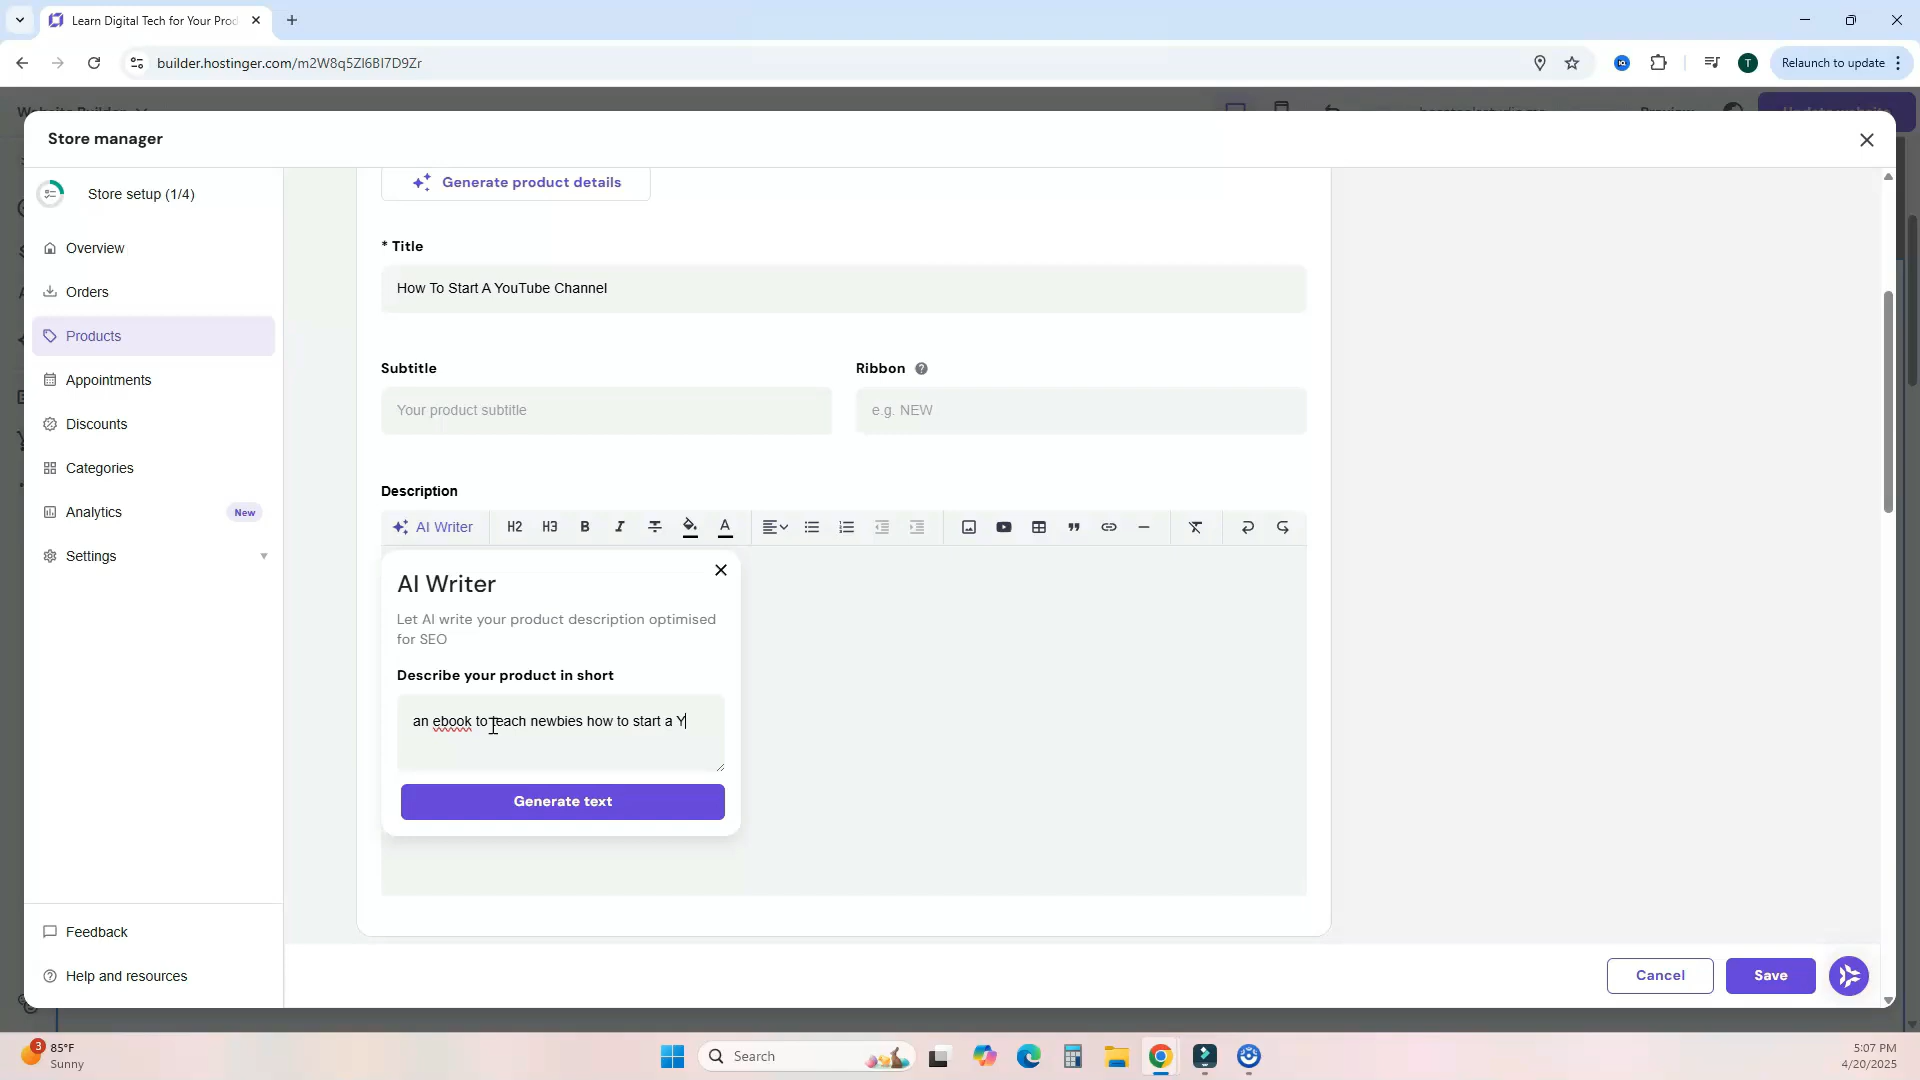 Learn Digital Tech for Your Prod
builder.hostinger.com/m2W8q5Zl6Bl7D9Zr
T
Relaunch to update
Store manager
Store setup (1/4)
Overview
Orders
Products
Appointments
Discounts
Categories
Analytics
New
Settings
Feedback
Help and resources
Generate product details
* Title
How To Start A YouTube Channel
Subtitle
Ribbon
Your product subtitle
e.g. NEW
Description
AI Writer
H2
H3
B
I
A
AI Writer
Let AI write your product description optimised
for SEO
Describe your product in short
an ebook to teach newbies how to start a Y
Generate text
Cancel
Save
3
85°F
Sunny
Search
5:07 PM
4/20/2025